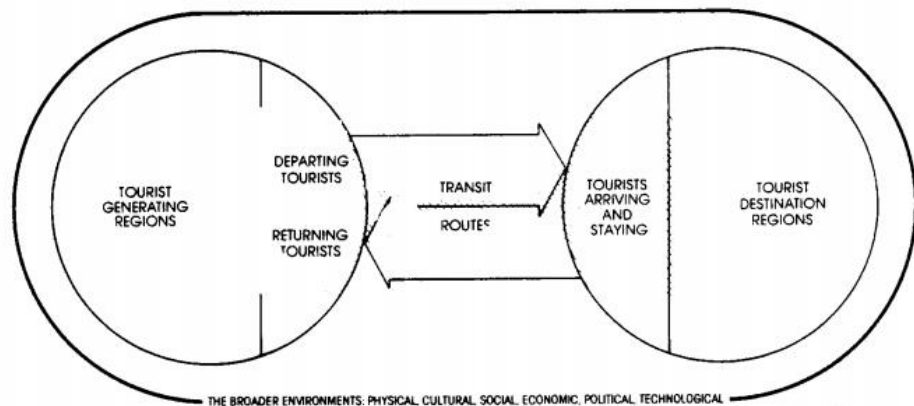 TOURIST
GENERATING
REGIONS
DEPARTING
TOURISTS
RETURNING
TOURISTS
TRANSIT
ROUTES
TOURISTS
ARRIVING
AND
STAYING
TOURIST
DESTINATION
REGIONS
THE BROADER ENVIRONMENTS: PHYSICAL, CULTURAL, SOCIAL, ECONOMIC, POLITICAL, TECHNOLOGICAL